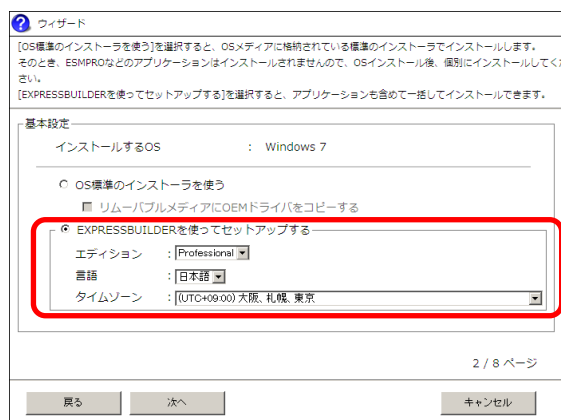 ウィザード
[OS標準のインストーラを使う]を選択すると、OSメディアに格納されている標準のインストーラでインストールします。
そのとき、ESMPROなどのアプリケーションはインストールされませんので、OSインストール後、個別にインストールしてくだ
さい。
[EXPRESSBUILDERを使ってセットアップする]を選択すると、アプリケーションも含めて一括してインストールできます。
基本設定
インストールするOS : Windows 7
OS標準のインストーラを使う
リムーバブルメディアにOEMドライバをコピーする
EXPRESSBUILDERを使ってセットアップする
エディション : Professional
言語 : 日本語
タイムゾーン : (UTC+09:00) 大阪、札幌、東京
2 / 8 ページ
戻る 次へ キャンセル